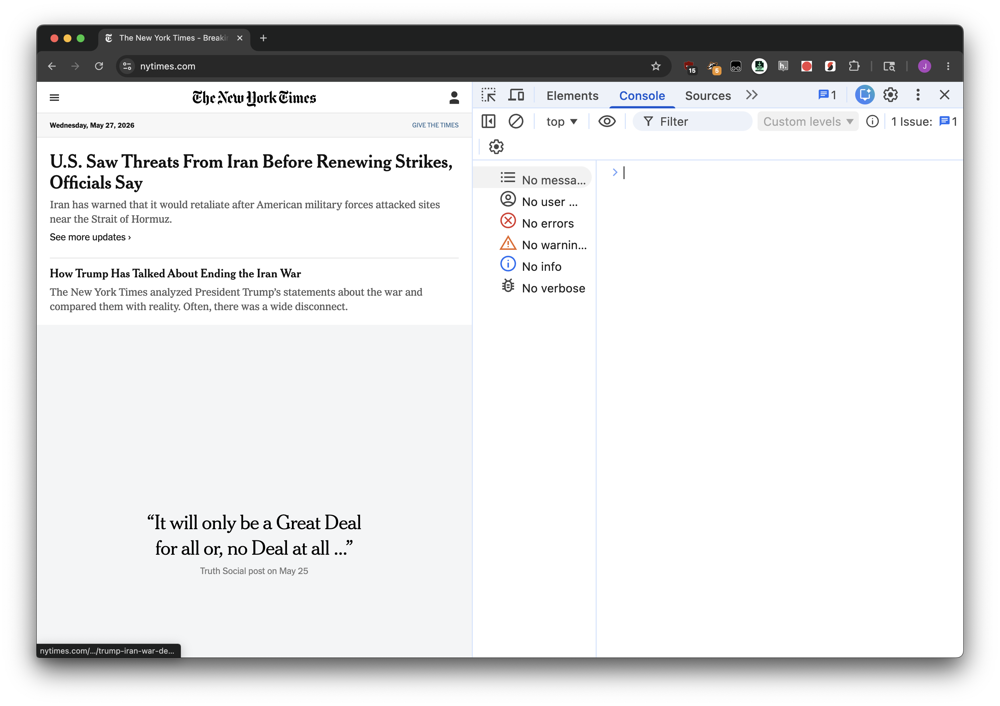 The New York Times - Breakin
nytimes.com
15
5
PDF
h.
J
The New York Times
Wednesday, May 27, 2026
GIVE THE TIMES
U.S. Saw Threats From Iran Before Renewing Strikes,
Officials Say
Iran has warned that it would retaliate after American military forces attacked sites
near the Strait of Hormuz.
See more updates ›
How Trump Has Talked About Ending the Iran War
The New York Times analyzed President Trump’s statements about the war and
compared them with reality. Often, there was a wide disconnect.
“It will only be a Great Deal
for all or, no Deal at all ...”
Truth Social post on May 25
nytimes.com/.../trump-iran-war-de...
Elements
Console
Sources
1
top
Filter
Custom levels
1 Issue:
1
No messa...
No user ...
No errors
No warnin...
No info
No verbose